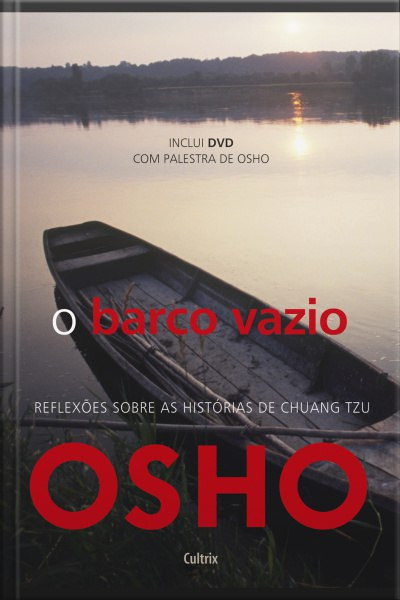 INCLUI DVD
COM PALESTRA DE OSHO
o barco vazio
REFLEXÕES SOBRE AS HISTÓRIAS DE CHUANG TZU
OSHO
Cultrix